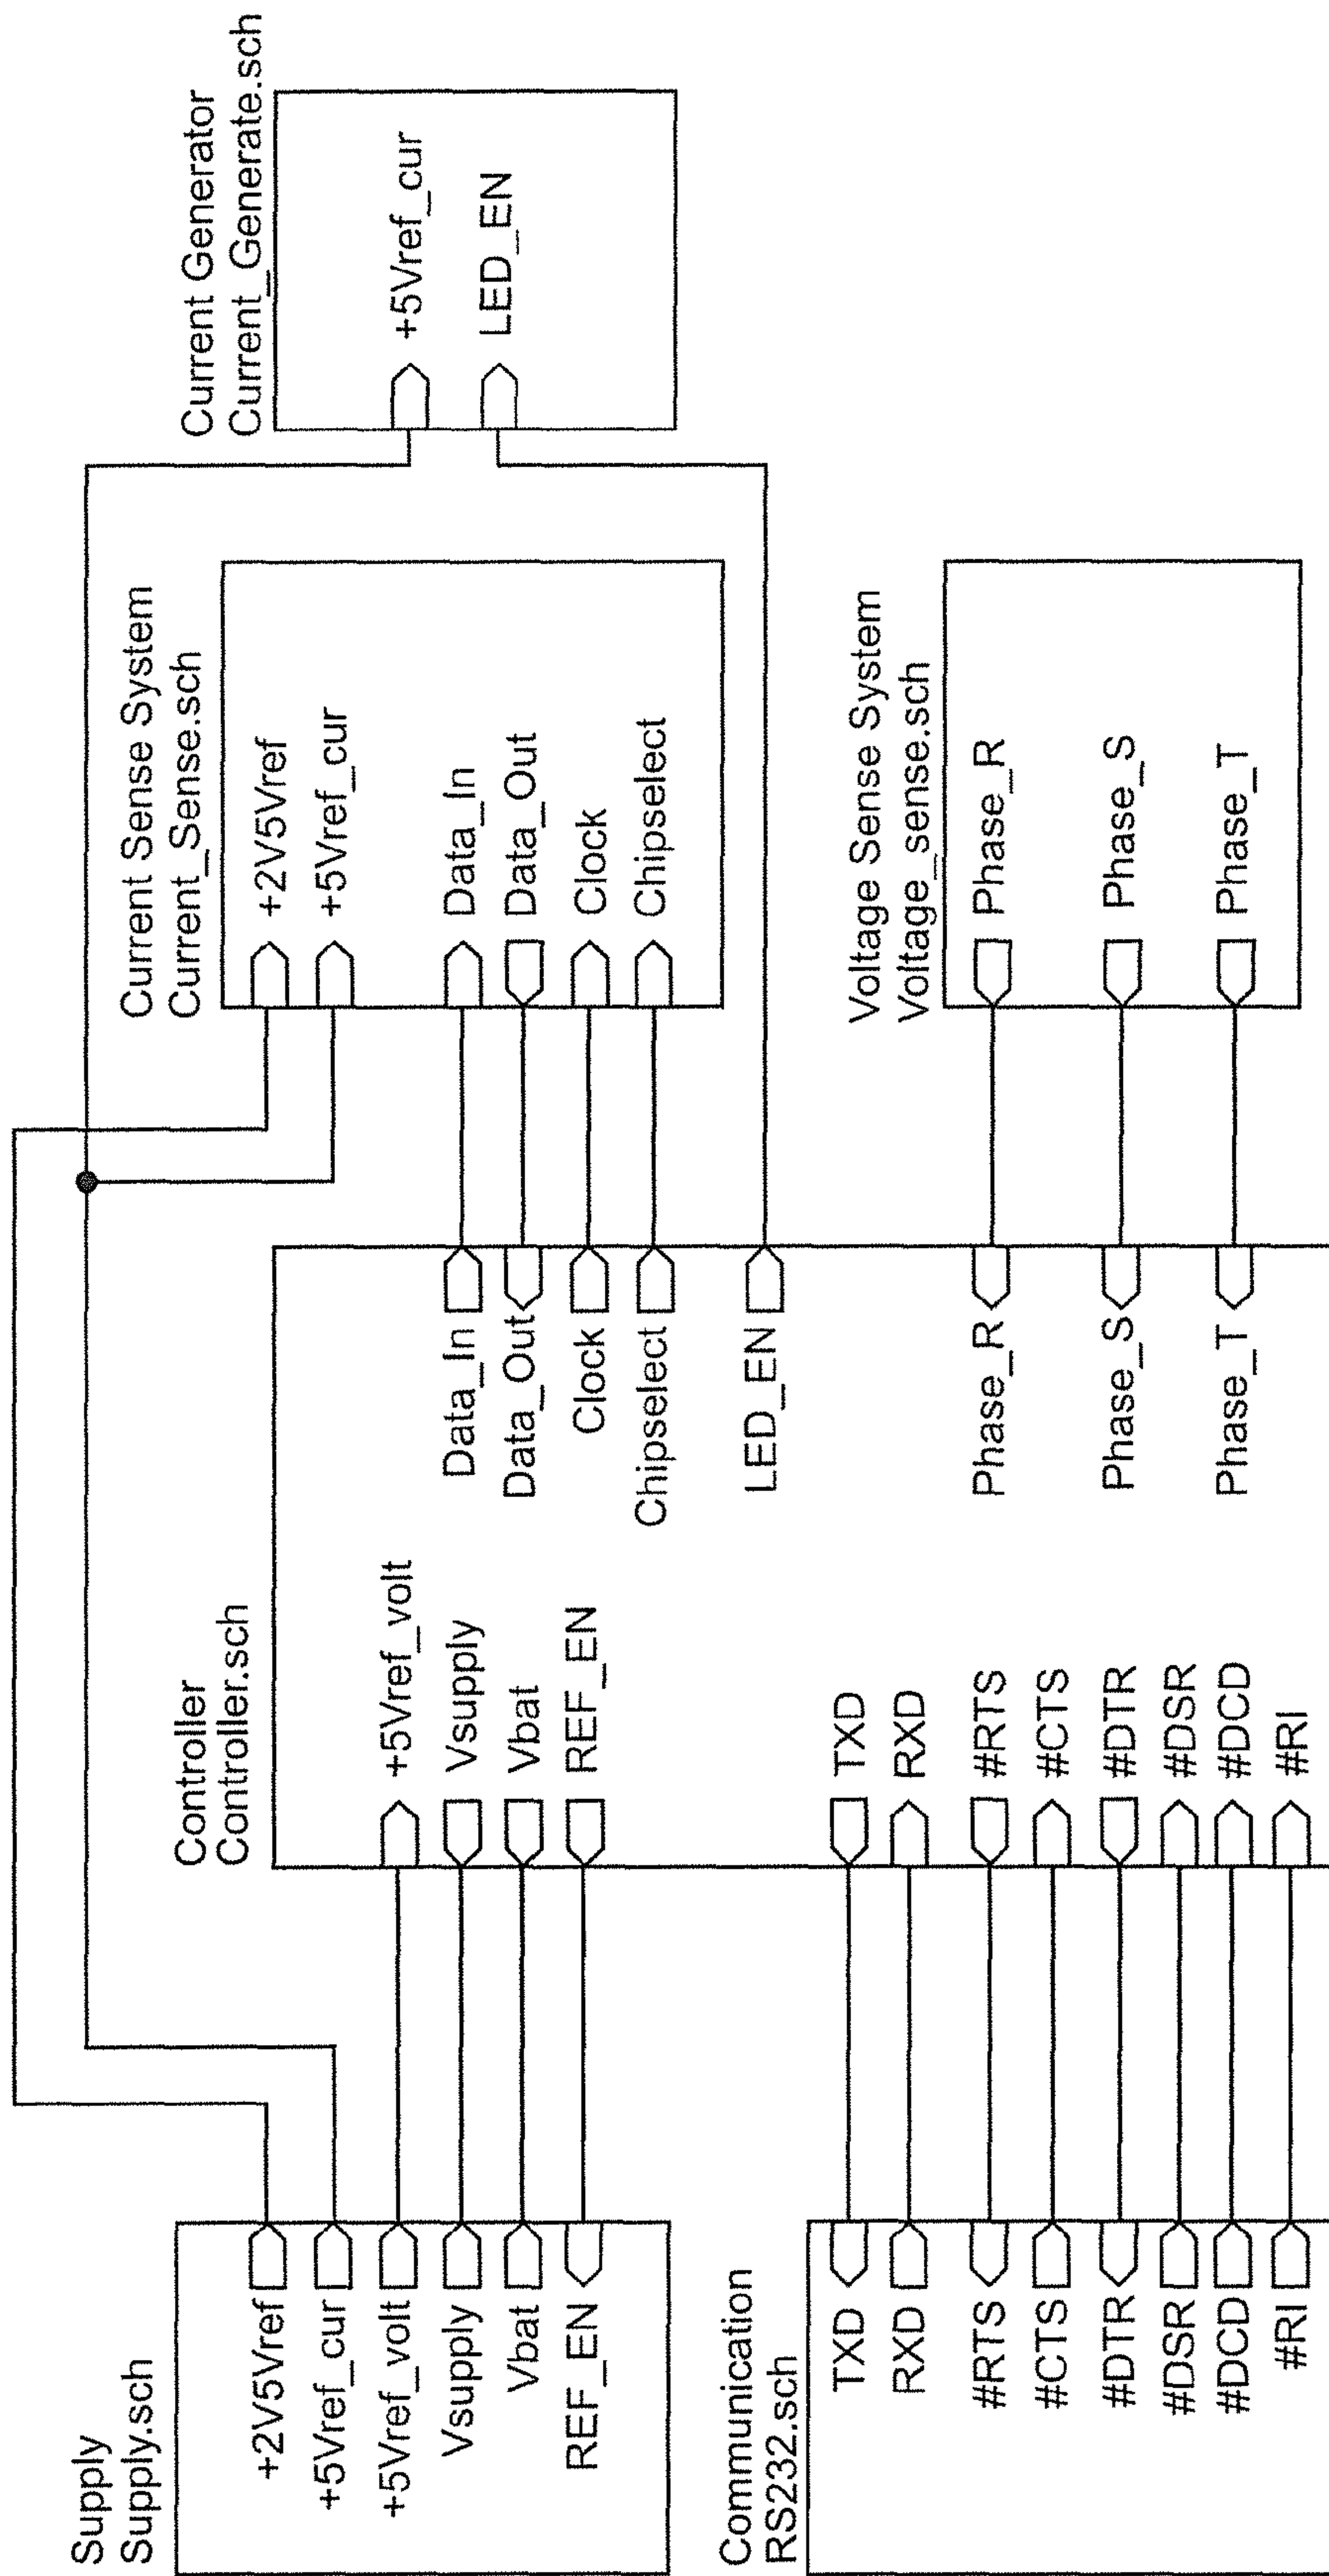 Supply
Supply.sch
+2V5Vref
+5Vref_cur
+5Vref_volt
Vsupply
Vbat
REF_EN
Communication
RS232.sch
TXD
RXD
#RTS
#CTS
#DTR
#DSR
#DCD
#RI
Controller
Controller.sch
+5Vref_volt
Vsupply
Vbat
REF_EN
TXD
RXD
#RTS
#CTS
#DTR
#DSR
#DCD
#RI
Data_In
Data_Out
Clock
Chipselect
LED_EN
Phase_R
Phase_S
Phase_T
Current Sense System
Current_Sense.sch
+2V5Vref
+5Vref_cur
Data_In
Data_Out
Clock
Chipselect
Voltage Sense System
Voltage_sense.sch
Phase_R
Phase_S
Phase_T
Current Generator
Current_Generate.sch
+5Vref_cur
LED_EN